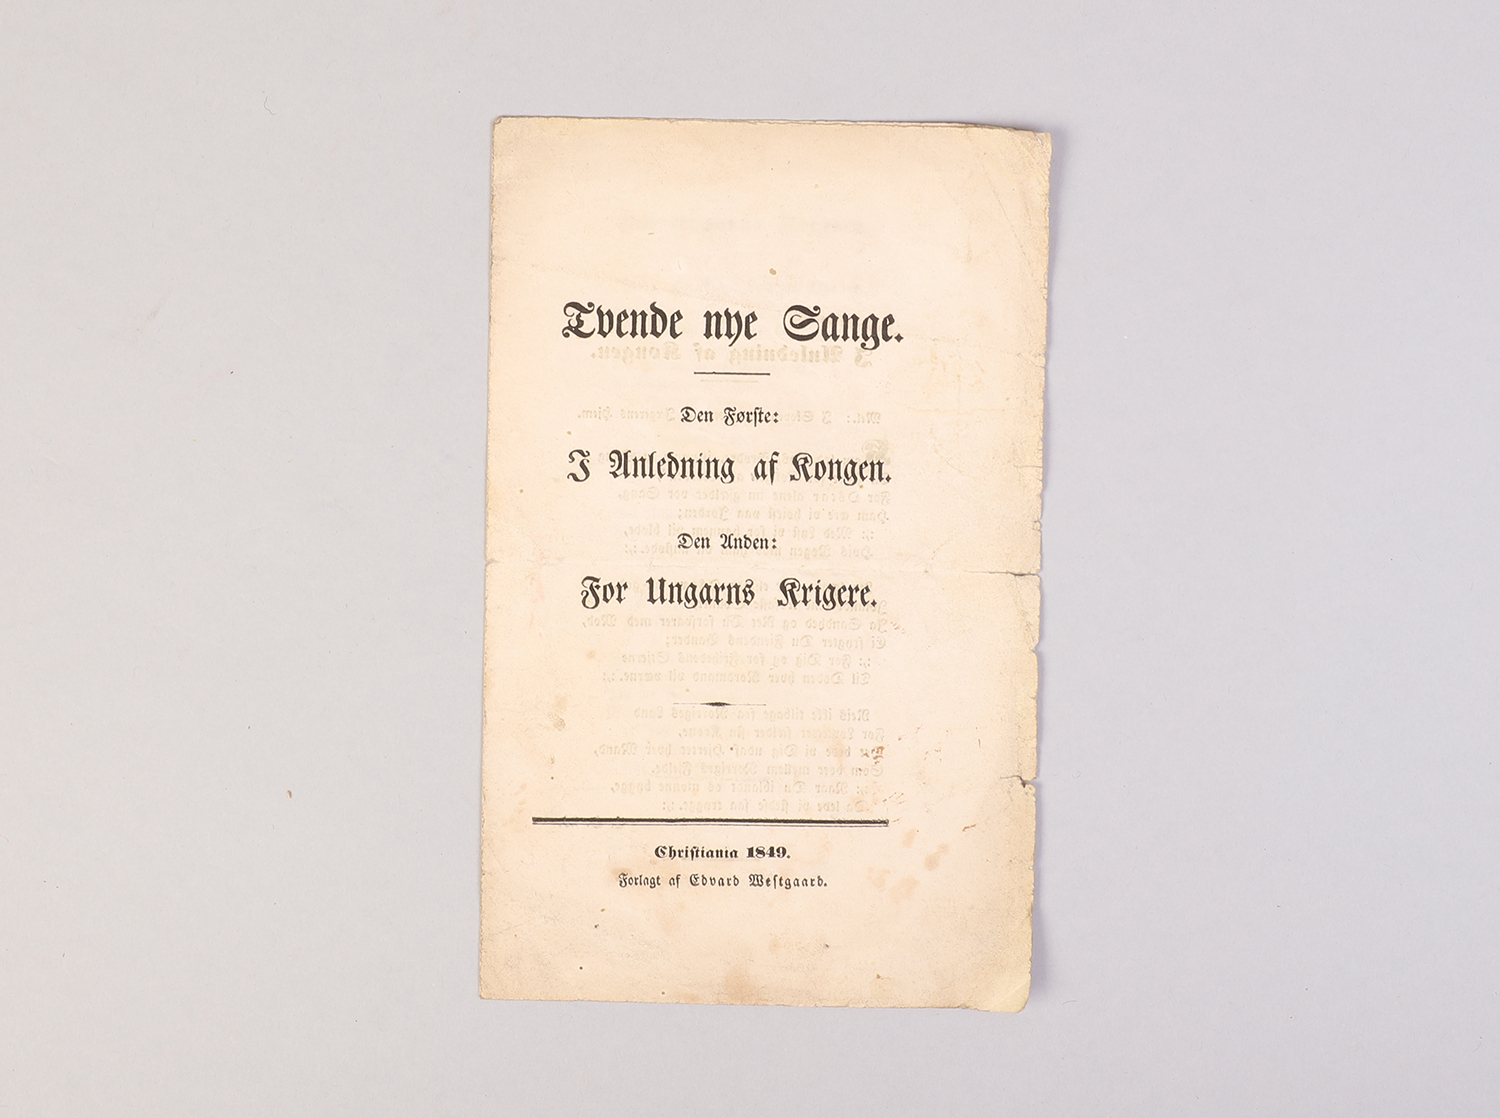 Tvende nye Sange.
Den Første:
I Anledning af Kongen.
Den Anden:
For Ungarns Krigere.
Christiania 1849.
Forlagt af Edvard Westgaard.